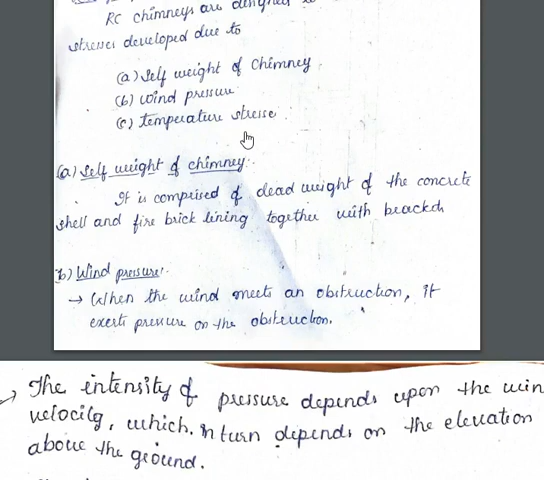 RC chimneys are designed
stresses developed due to
(a) Self weight of Chimney
(b) wind pressure
(c) temperature stresse
(a) Self weight of chimney:-
It is comprised of dead weight of the concrete
shell and fire brick lining together with
b) Wind pressure:-
→ When the wind meets an obstruction, it
exerts pressure on the obstruction.
→ The intensity of pressure depends upon the win
velocity, which. in turn depends on the elevation
above the ground.